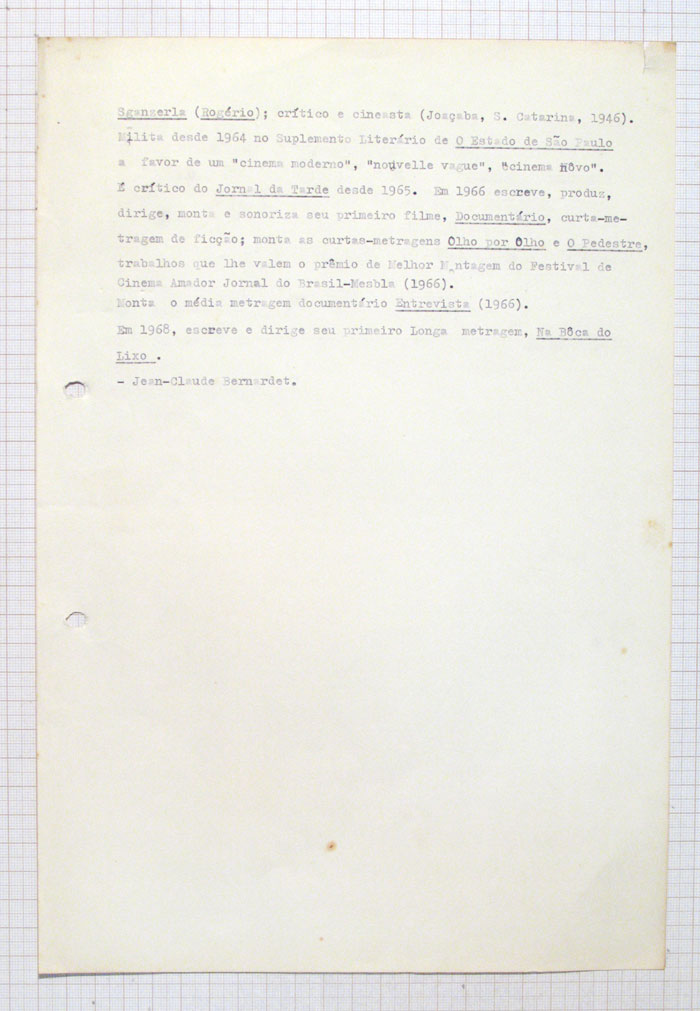 Sganzerla (Rogério); crítico e cineasta (Joaçaba, S. Catarina, 1946).
Milita desde 1964 no Suplemento Literário de O Estado de São Paulo
a favor de um "cinema moderno", "nouvelle vague", "cinema nôvo".
É crítico do Jornal da Tarde desde 1965. Em 1966 escreve, produz,
dirige, monta e sonoriza seu primeiro filme, Documentário, curta-me-
tragem de ficção; monta as curtas-metragens Olho por Olho e O Pedestre,
trabalhos que lhe valem o prêmio de Melhor Montagem do Festival de
Cinema Amador Jornal do Brasil-Mesbla (1966).
Monta o média metragem documentário Entrevista (1966).
Em 1968, escreve e dirige seu primeiro Longa metragem, Na Bôca do
Lixo .
- Jean-Claude Bernardet.